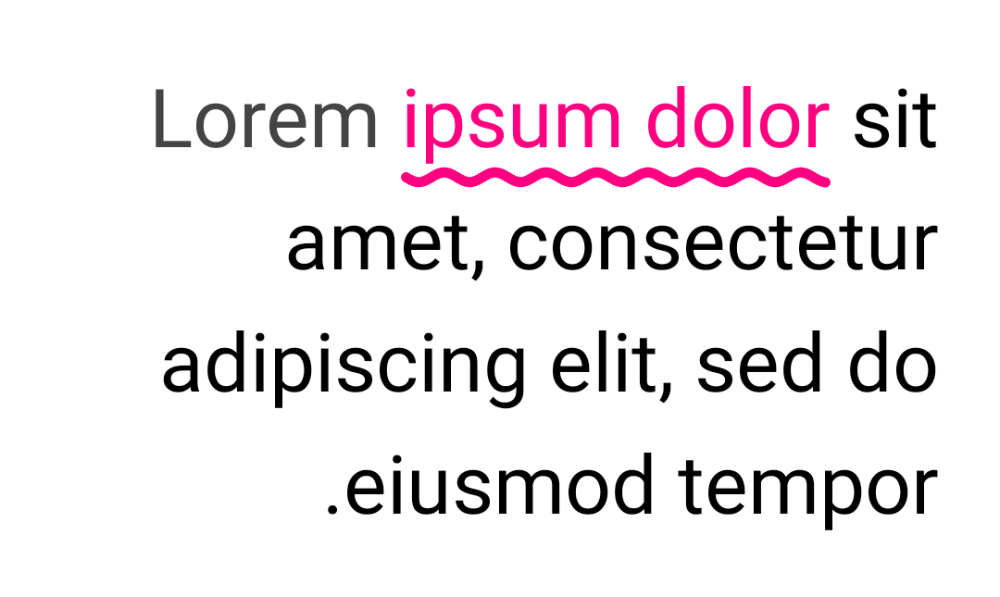 Lorem ipsum dolor sit
amet, consectetur
adipiscing elit, sed do
.eiusmod tempor